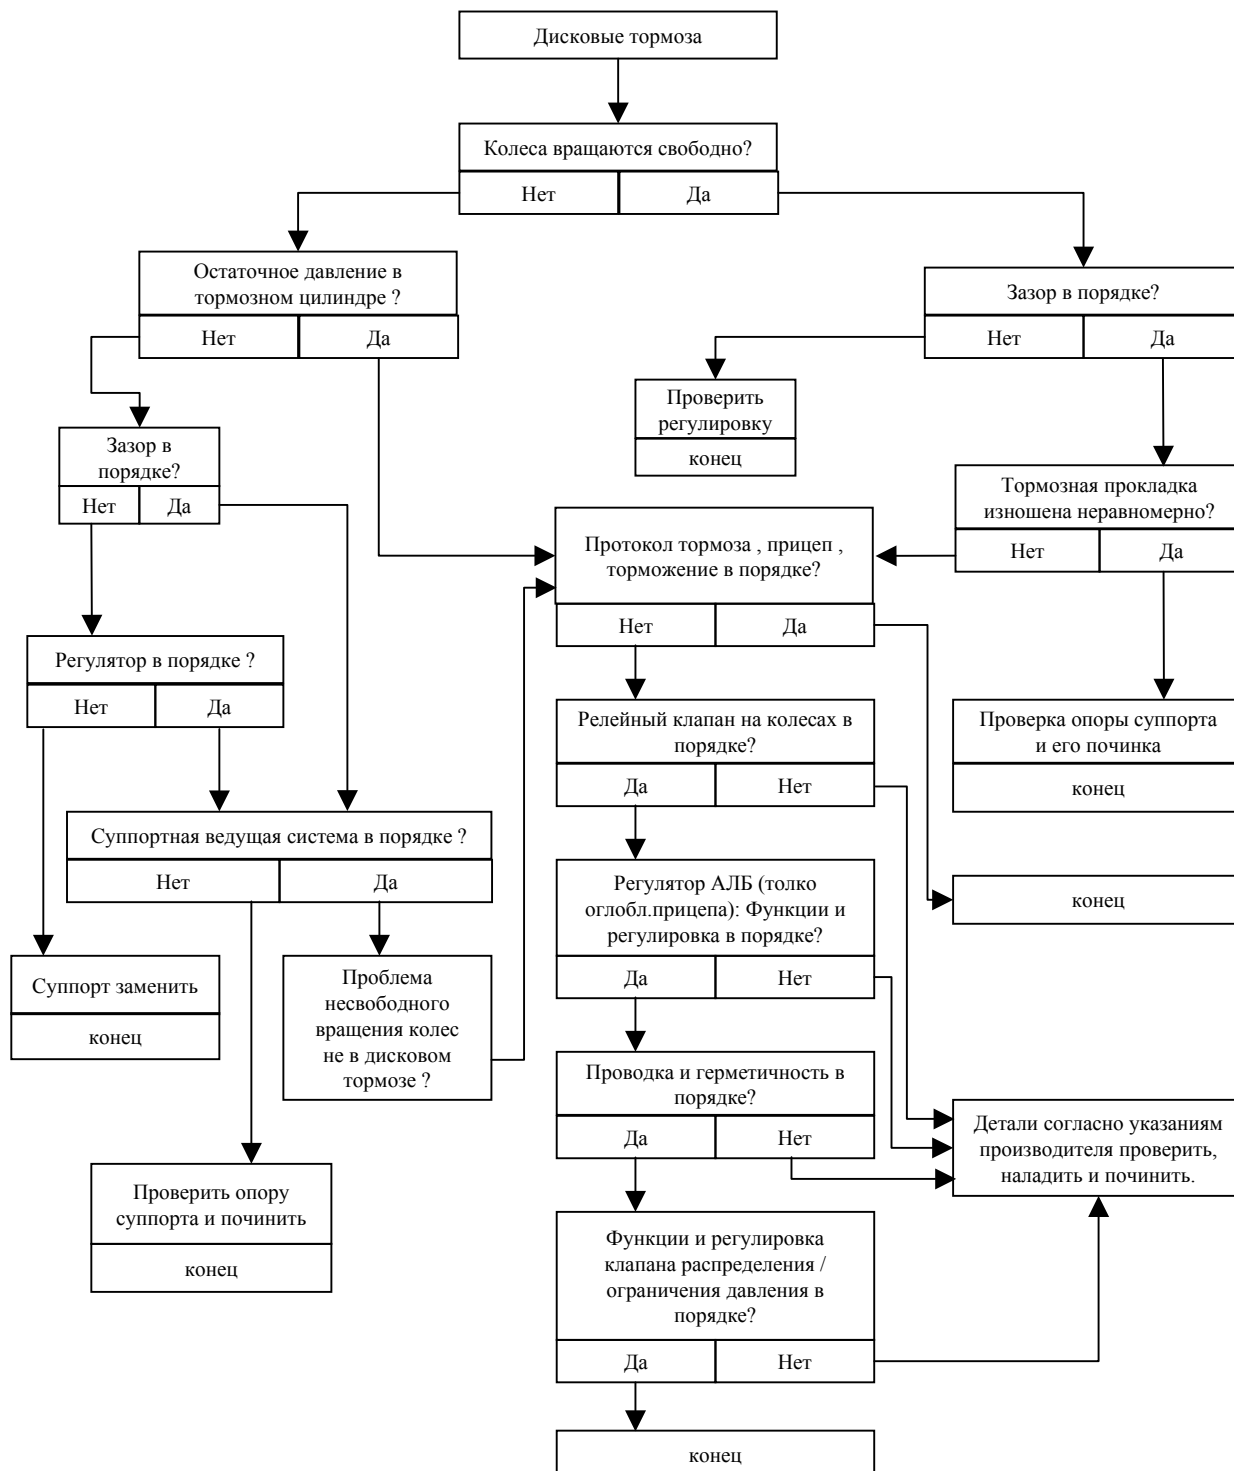 Дисковые тормоза
Колеса вращаются свободно?
Нет
Да
Остаточное давление в
тормозном цилиндре ?
Нет
Да
Зазор в порядке?
Нет
Да
Проверить
регулировку
конец
Зазор в
порядке?
Нет
Да
Тормозная прокладка
изношена неравномерно?
Нет
Да
Протокол тормоза , прицеп ,
торможение в порядке?
Нет
Да
Регулятор в порядке ?
Нет
Да
Релейный клапан на колесах в
порядке?
Да
Нет
Проверка опоры суппорта
и его починка
конец
Суппортная ведущая система в порядке ?
Нет
Да
Регулятор АЛБ (толко
оглобл.прицепа): Функции и
регулировка в порядке?
Да
Нет
конец
Суппорт заменить
конец
Проблема
несвободного
вращения колес
не в дисковом
тормозе ?
Проводка и герметичность в
порядке?
Да
Нет
Детали согласно указаниям
производителя проверить,
наладить и починить.
Проверить опору
суппорта и починить
конец
Функции и регулировка
клапана распределения /
ограничения давления в
порядке?
Да
Нет
конец